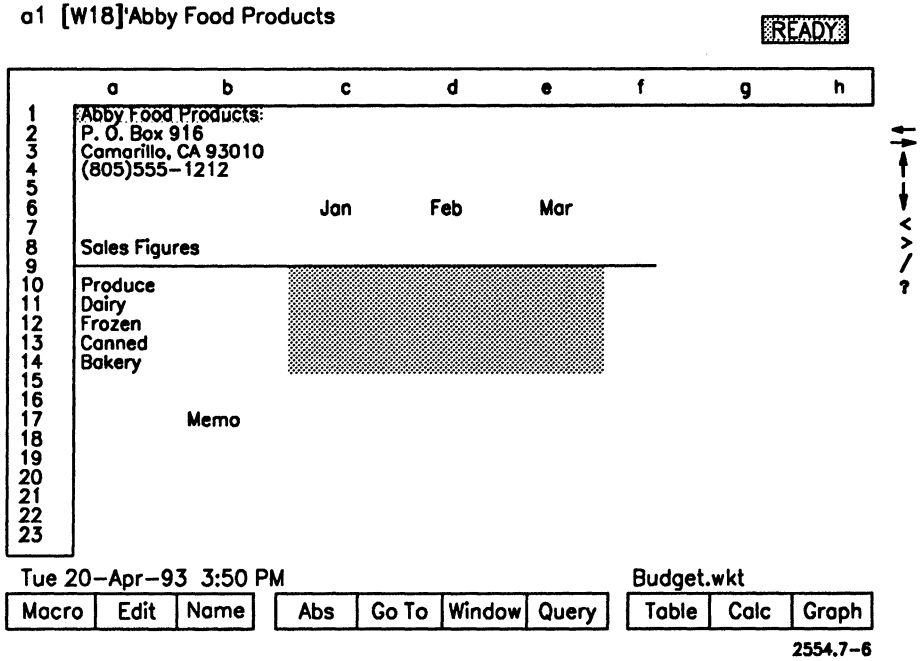 a1 [W18]'Abby Food Products
READY
a b c d e f g h
1 Abby Food Products
2 P. O. Box 916
3 Camarillo, CA 93010
4 (805)555-1212
5
6 Jan Feb Mar
7
8 Sales Figures
9
10 Produce
11 Dairy
12 Frozen
13 Canned
14 Bakery
15
16
17 Memo
18
19
20
21
22
23
<
>
/
?
Tue 20-Apr-93 3:50 PM Budget.wkt
Macro Edit Name Abs Go To Window Query Table Calc Graph
2554.7-6